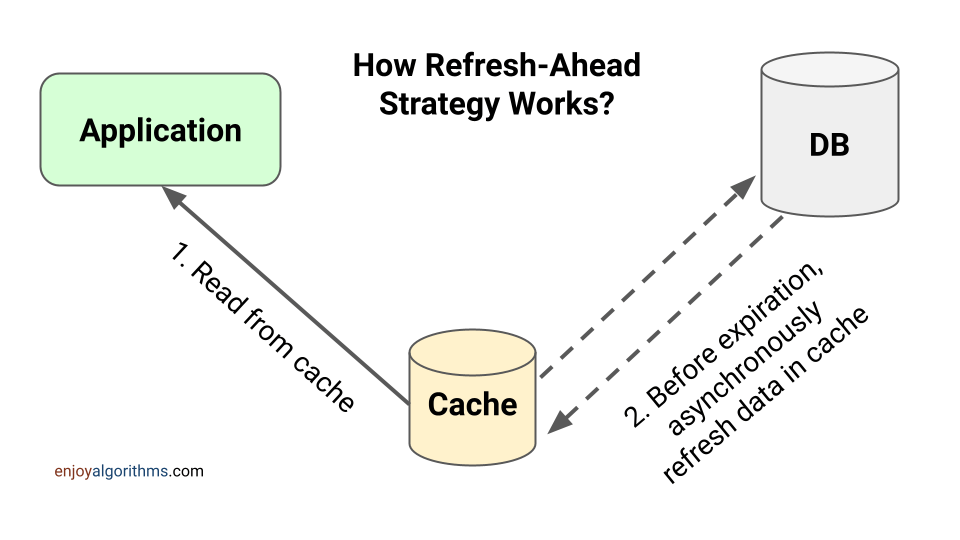 How Refresh-Ahead
Strategy Works?
Application
DB
1. Read from cache
Cache
2. Before expiration,
asynchronously
refresh data in cache
enjoyalgorithms.com